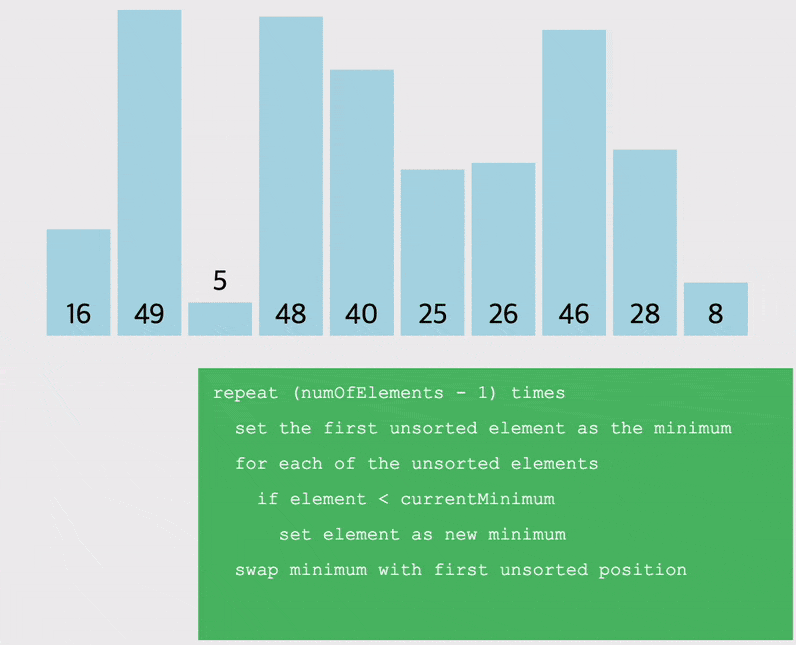 5
16 49 48 40 25 26 46 28 8
repeat (numOfElements - 1) times
set the first unsorted element as the minimum
for each of the unsorted elements
if element < currentMinimum
set element as new minimum
swap minimum with first unsorted position